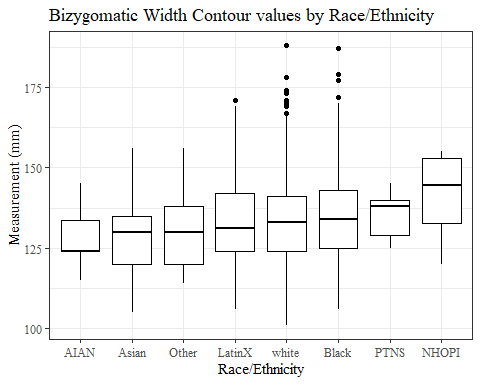 Bizygomatic Width Contour values by Race/Ethnicity
Measurement (mm)
175
150
125
100
AIAN Asian Other LatinX white Black PTNS NHOPI
Race/Ethnicity